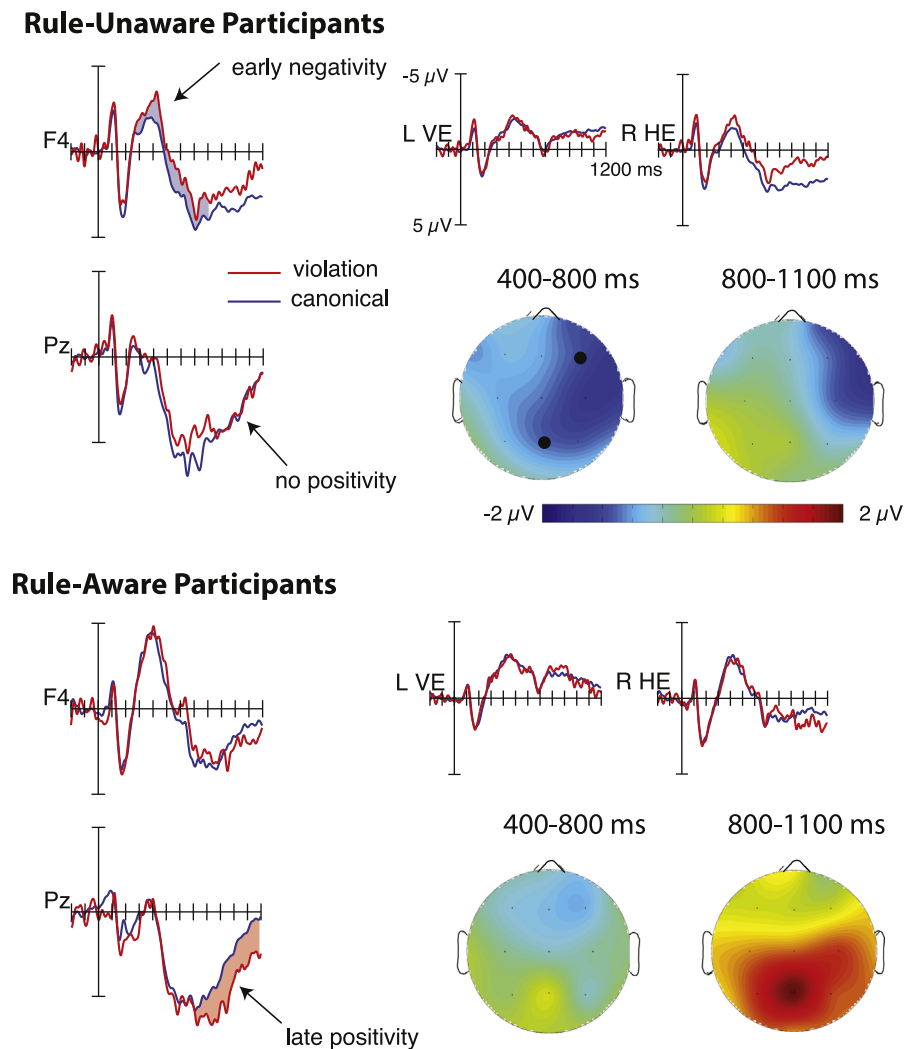 Rule-Unaware Participants
early negativity
F4
-5 µV
L VE
R HE
1200 ms
5 µV
violation
canonical
400-800 ms
800-1100 ms
Pz
no positivity
-2 µV
2 µV
Rule-Aware Participants
F4
L VE
R HE
400-800 ms
800-1100 ms
Pz
late positivity